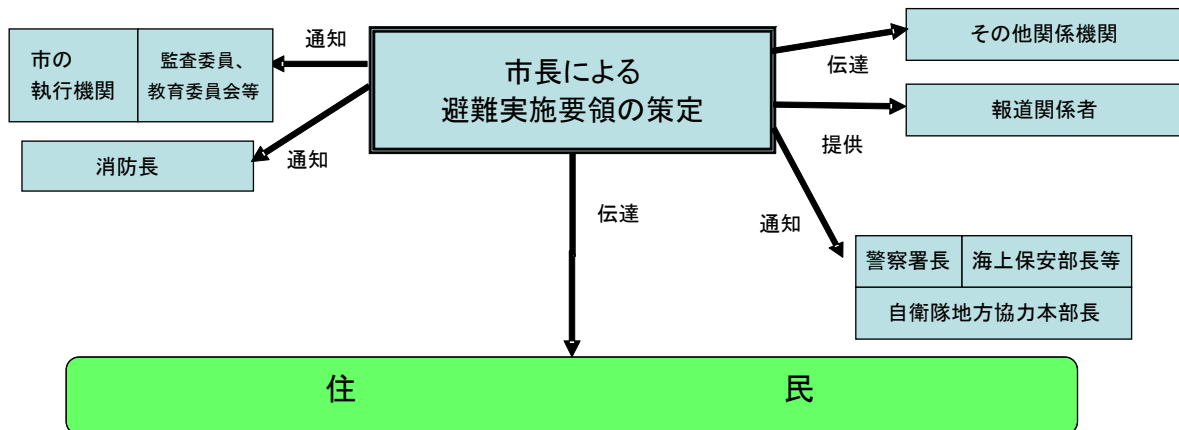 通知
市の
執行機関
監査委員、
教育委員会等
消防長
通知
市長による
避難実施要領の策定
その他関係機関
伝達
報道関係者
提供
伝達
通知
警察署長
海上保安部長等
自衛隊地方協力本部長
住 民